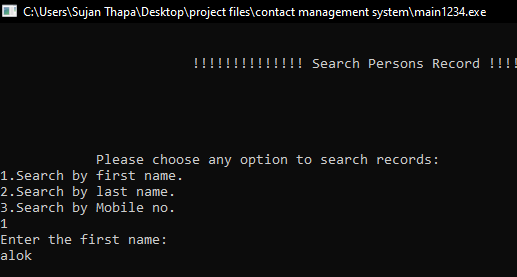 C:\Users\Sujan Thapa\Desktop\project files\contact management system\main1234.exe
!!!!!!!!!!!!!! Search Persons Record !!!!
Please choose any option to search records:
1.Search by first name.
2.Search by last name.
3.Search by Mobile no.
1
Enter the first name:
alok